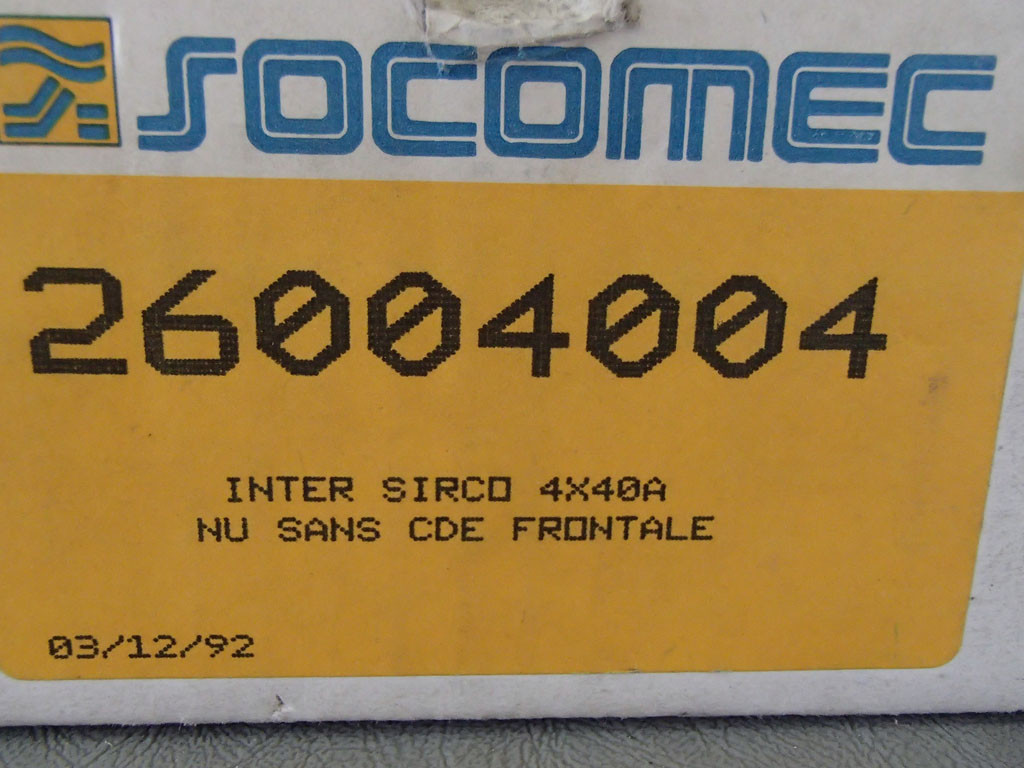 SOCOMEC
26004004
INTER SIRCO 4X40A
NU SANS CDE FRONTALE
03/12/92